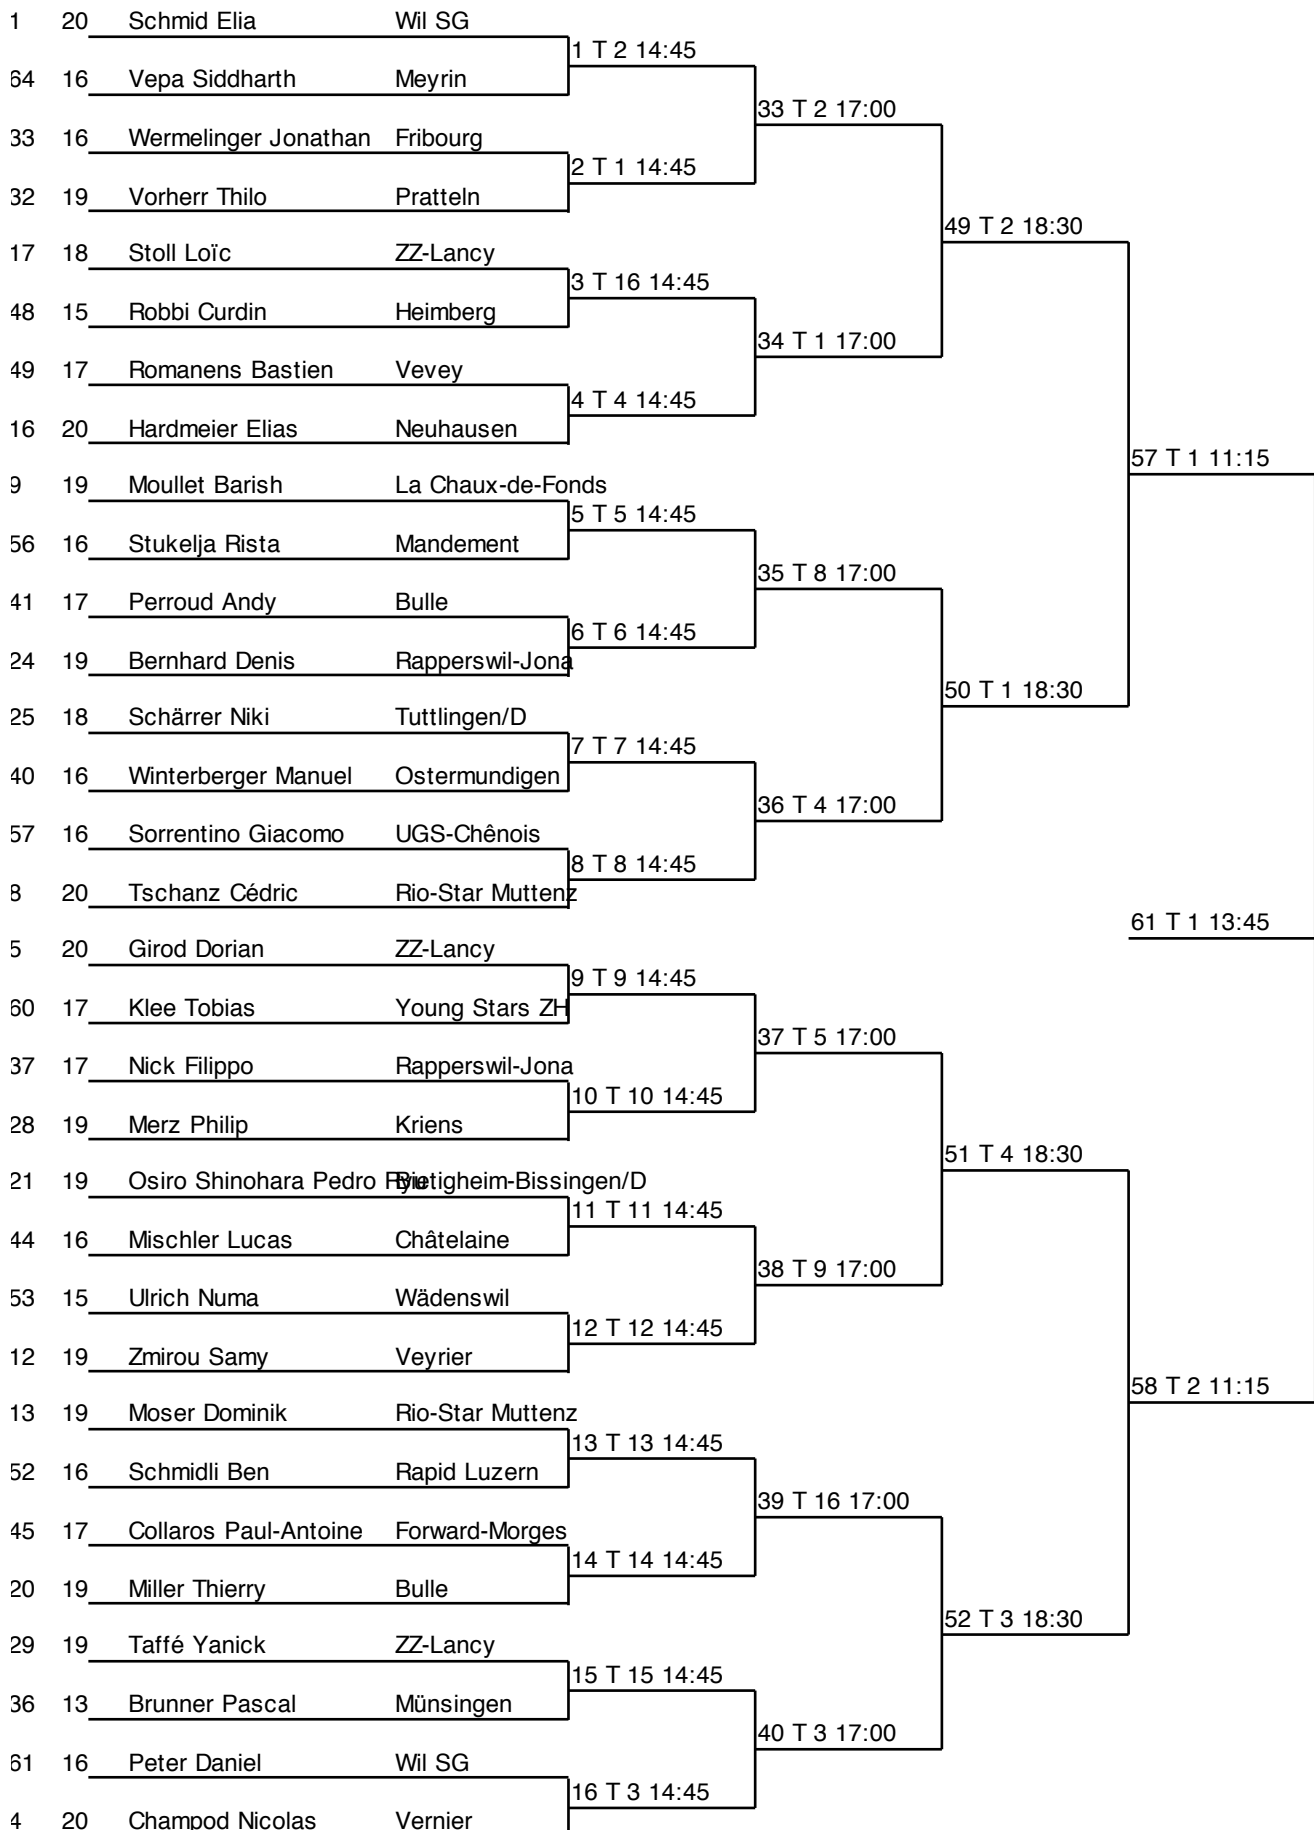 1 20 Schmid Elia Wil SG
1 T 2 14:45
64 16 Vepa Siddharth Meyrin
33 T 2 17:00
33 16 Wermelinger Jonathan Fribourg
2 T 1 14:45
32 19 Vorherr Thilo Pratteln
49 T 2 18:30
17 18 Stoll Loïc ZZ-Lancy
3 T 16 14:45
48 15 Robbi Curdin Heimberg
34 T 1 17:00
49 17 Romanens Bastien Vevey
4 T 4 14:45
16 20 Hardmeier Elias Neuhausen
57 T 1 11:15
9 19 Moullet Barish La Chaux-de-Fonds
5 T 5 14:45
56 16 Stukelja Rista Mandement
35 T 8 17:00
41 17 Perroud Andy Bulle
6 T 6 14:45
24 19 Bernhard Denis Rapperswil-Jona
50 T 1 18:30
25 18 Schärrer Niki Tuttlingen/D
7 T 7 14:45
40 16 Winterberger Manuel Ostermundigen
36 T 4 17:00
57 16 Sorrentino Giacomo UGS-Chênois
8 T 8 14:45
8 20 Tschanz Cédric Rio-Star Muttenz
61 T 1 13:45
5 20 Girod Dorian ZZ-Lancy
9 T 9 14:45
60 17 Klee Tobias Young Stars ZH
37 T 5 17:00
37 17 Nick Filippo Rapperswil-Jona
10 T 10 14:45
28 19 Merz Philip Kriens
51 T 4 18:30
21 19 Osiro Shinohara Pedro Ryu Bietigheim-Bissingen/D
11 T 11 14:45
44 16 Mischler Lucas Châtelaine
38 T 9 17:00
53 15 Ulrich Numa Wädenswil
12 T 12 14:45
12 19 Zmirou Samy Veyrier
58 T 2 11:15
13 19 Moser Dominik Rio-Star Muttenz
13 T 13 14:45
52 16 Schmidli Ben Rapid Luzern
39 T 16 17:00
45 17 Collaros Paul-Antoine Forward-Morges
14 T 14 14:45
20 19 Miller Thierry Bulle
52 T 3 18:30
29 19 Taffé Yanick ZZ-Lancy
15 T 15 14:45
36 13 Brunner Pascal Münsingen
40 T 3 17:00
61 16 Peter Daniel Wil SG
16 T 3 14:45
4 20 Champod Nicolas Vernier